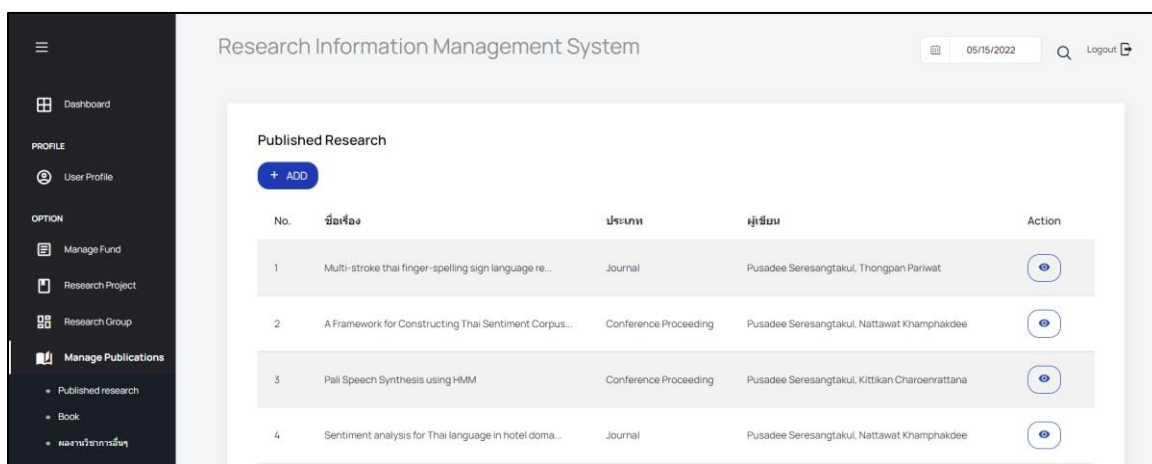 Research Information Management System
05/15/2022
Logout
Dashboard
PROFILE
User Profile
OPTION
Manage Fund
Research Project
Research Group
Manage Publications
Published research
Book
ผลงานวิชาการอื่นๆ
Published Research
+ ADD
No. ชื่อเรื่อง ประเภท ผู้เขียน Action
1 Multi-stroke thai finger-spelling sign language re... Journal Pusadee Seresangtakul, Thongpan Pariwat
2 A Framework for Constructing Thai Sentiment Corpus... Conference Proceeding Pusadee Seresangtakul, Nattawat Khamphakdee
3 Pali Speech Synthesis using HMM Conference Proceeding Pusadee Seresangtakul, Kittikan Charoenrattana
4 Sentiment analysis for Thai language in hotel doma... Journal Pusadee Seresangtakul, Nattawat Khamphakdee